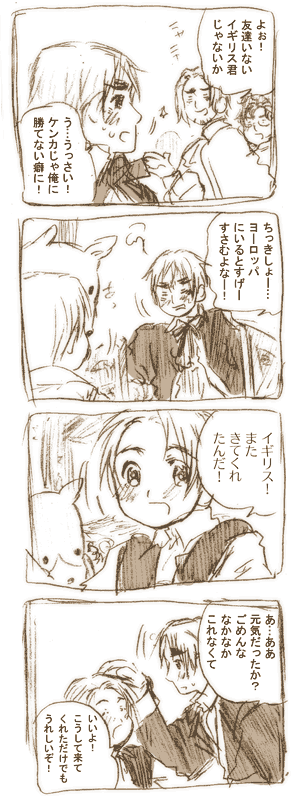 よぉ！
友達いない
イギリス君
じゃないか
う…うっさい！
ケンカじゃ俺に
勝てない癖に！
ちっきしょー…
ヨーロッパ
にいるとすげー
すさむよなー！
イギリス！
また
きてくれ
たんだ！
あ…ああ
元気だったか？
ごめんな
なかなか
これなくて
いいよ！
こうして来て
くれただけでも
うれしいぞ！